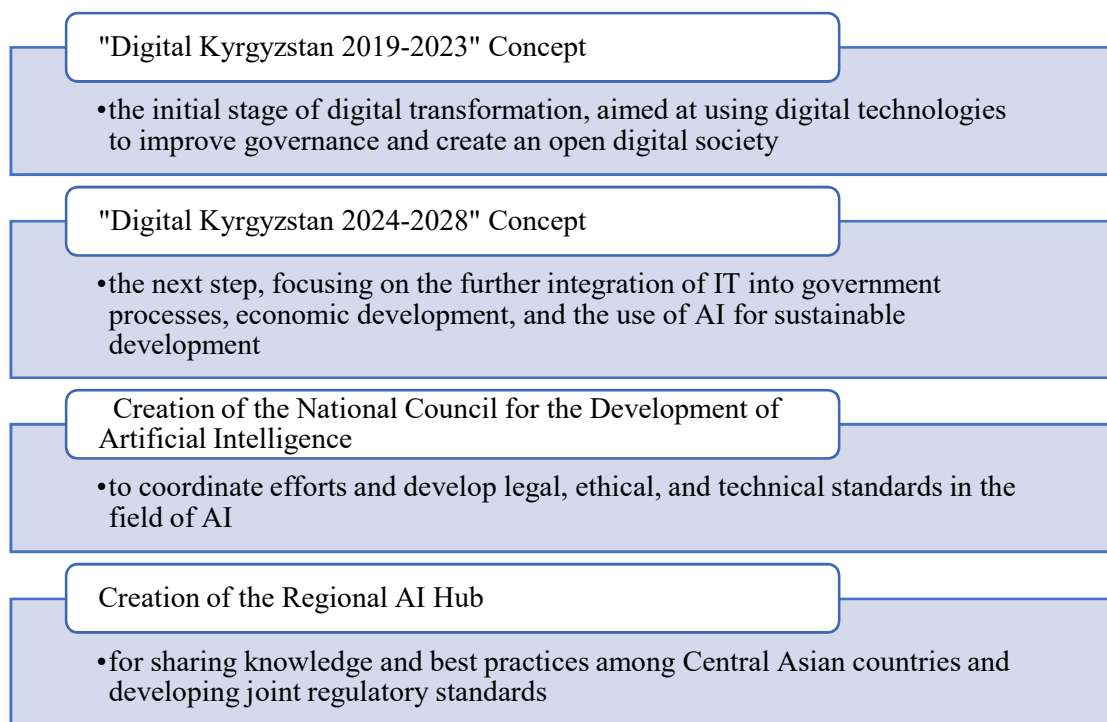 "Digital Kyrgyzstan 2019-2023" Concept
•the initial stage of digital transformation, aimed at using digital technologies
to improve governance and create an open digital society
"Digital Kyrgyzstan 2024-2028" Concept
•the next step, focusing on the further integration of IT into government
processes, economic development, and the use of AI for sustainable
development
Creation of the National Council for the Development of
Artificial Intelligence
•to coordinate efforts and develop legal, ethical, and technical standards in the
field of AI
Creation of the Regional AI Hub
•for sharing knowledge and best practices among Central Asian countries and
developing joint regulatory standards